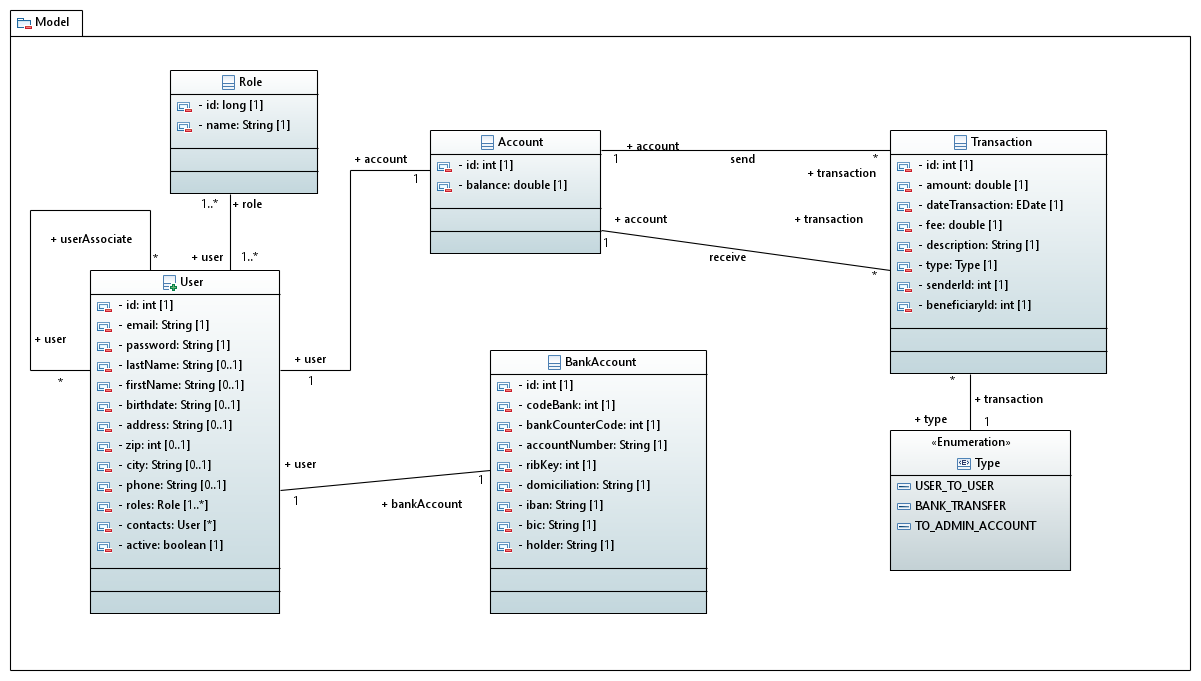 Model
Role
- id: long [1]
- name: String [1]
1..*
+ role
+ user
1..*
+ userAssociate
*
+ user
*
User
- id: int [1]
- email: String [1]
- password: String [1]
- lastName: String [0..1]
- firstName: String [0..1]
- birthdate: String [0..1]
- address: String [0..1]
- zip: int [0..1]
- city: String [0..1]
- phone: String [0..1]
- roles: Role [1..*]
- contacts: User [*]
- active: boolean [1]
+ account
1
+ user
1
Account
- id: int [1]
- balance: double [1]
+ account
1
send
*
+ transaction
+ account
1
receive
+ transaction
*
Transaction
- id: int [1]
- amount: double [1]
- dateTransaction: EDate [1]
- fee: double [1]
- description: String [1]
- type: Type [1]
- senderId: int [1]
- beneficiaryId: int [1]
+ user
1
+ bankAccount
1
BankAccount
- id: int [1]
- codeBank: int [1]
- bankCounterCode: int [1]
- accountNumber: String [1]
- ribKey: int [1]
- domiciliation: String [1]
- iban: String [1]
- bic: String [1]
- holder: String [1]
*
+ transaction
+ type
1
«Enumeration»
Type
USER_TO_USER
BANK_TRANSFER
TO_ADMIN_ACCOUNT